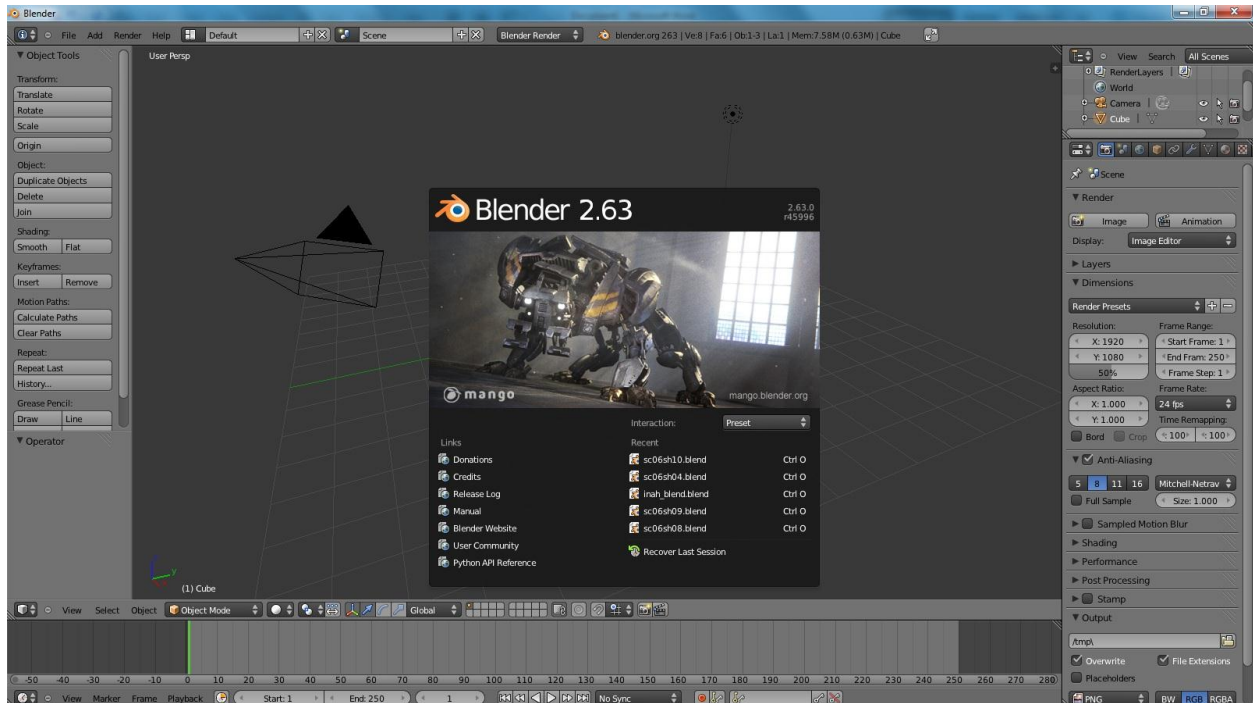 Blender
File Add Render Help Default Scene Blender Render blender.org 263 | Ve:8 | Fa:6 | Ob:1-3 | La:1 | Mem:7.58M (0.63M) | Cube
Object Tools
Transform:
Translate
Rotate
Scale
Origin
Object:
Duplicate Objects
Delete
Join
Shading:
Smooth Flat
Keyframes:
Insert Remove
Motion Paths:
Calculate Paths
Clear Paths
Repeat:
Repeat Last
History...
Grease Pencil:
Draw Line
Operator
User Persp
Blender 2.63
2.63.0
r45996
mango
mango.blender.org
Interaction: Preset
Links
Donations
Credits
Release Log
Manual
Blender Website
User Community
Python API Reference
Recent
sc06sh10.blend Ctrl O
sc06sh04.blend Ctrl O
inah_blend.blend Ctrl O
sc06sh09.blend Ctrl O
sc06sh08.blend Ctrl O
Recover Last Session
y
(1) Cube
View Search All Scenes
RenderLayers |
World
Camera |
Cube |
Scene
Render
Image Animation
Display: Image Editor
Layers
Dimensions
Render Presets
Resolution: Frame Range:
X: 1920 Start Frame: 1
Y: 1080 End Fram: 250
50% Frame Step: 1
Aspect Ratio: Frame Rate:
X: 1.000 24 fps
Y: 1.000 Time Remapping:
Bord Crop : 100 : 100
Anti-Aliasing
5 8 11 16 Mitchell-Netrav
Full Sample Size: 1.000
Sampled Motion Blur
Shading
Performance
Post Processing
Stamp
Output
/tmp\
Overwrite File Extensions
Placeholders
PNG BW RGB RGBA
View Select Object Object Mode Global
-50 -40 -30 -20 -10 0 10 20 30 40 50 60 70 80 90 100 110 120 130 140 150 160 170 180 190 200 210 220 230 240 250 260 270 280
View Marker Frame Playback Start: 1 End: 250 1 No Sync